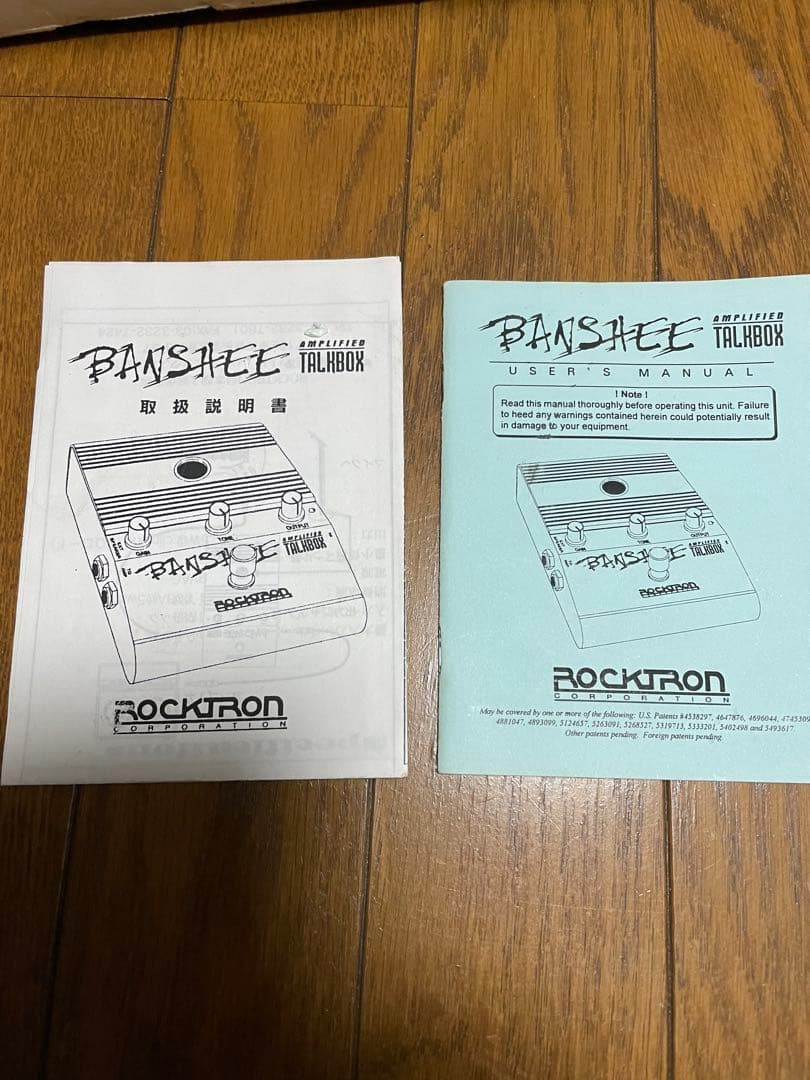 BANSHEE AMPLIFIED TALKBOX
取扱説明書
GAIN TONE OUTPUT
BANSHEE AMPLIFIED TALKBOX
ROCKTRON
ROCKTRON
CORPORATION
BANSHEE AMPLIFIED TALKBOX
USER'S MANUAL
! Note !
Read this manual thoroughly before operating this unit. Failure
to heed any warnings contained herein could potentially result
in damage to your equipment.
GAIN TONE OUTPUT
BANSHEE AMPLIFIED TALKBOX
ROCKTRON
ROCKTRON
CORPORATION
May be covered by one or more of the following: U.S. Patents #4538297, 4647876, 4696044, 4745309
4881047, 4893099, 5124657, 5263091, 5268527, 5319713, 5333201, 5402498 and 5493617.
Other patents pending. Foreign patents pending.